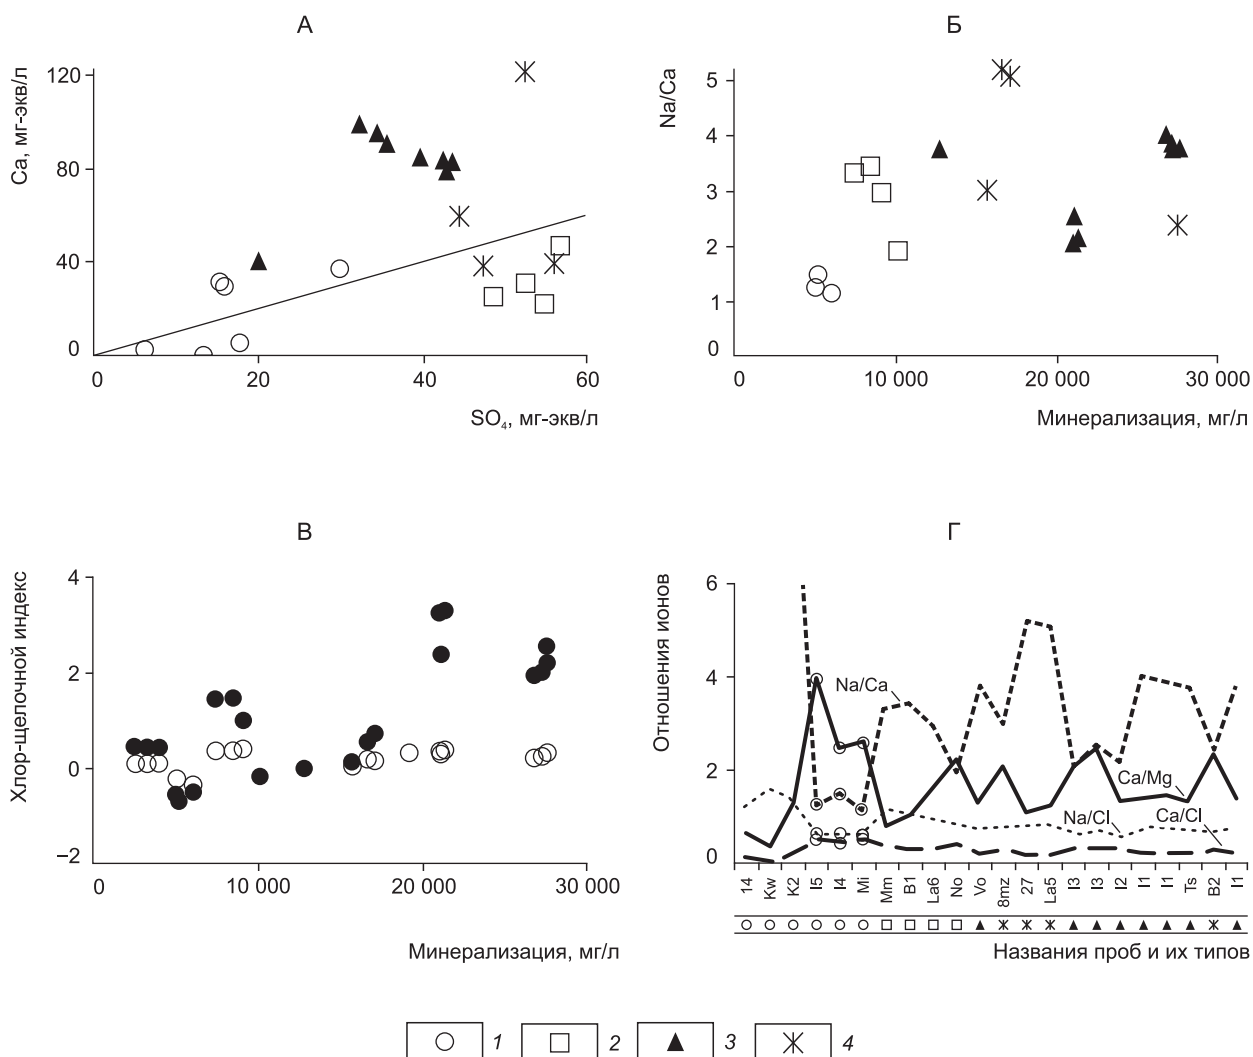 А
Ca, мг-экв/л
120
80
40
0
0
20
40
60
SO₄, мг-экв/л
Б
Na/Ca
5
4
3
2
1
0
0
10 000
20 000
30 000
Минерализация, мг/л
В
Хлор-щелочной индекс
4
2
0
–2
0
10 000
20 000
30 000
Минерализация, мг/л
Г
Отношения ионов
6
4
2
0
Na/Ca
Ca/Mg
Na/Cl
Ca/Cl
14
Kw
K2
I5
I4
Mi
Mm
B1
La6
No
Vo
8mz
27
La5
I3
I3
I2
I1
I1
Ts
B2
I1
Названия проб и их типов
1
2
3
4